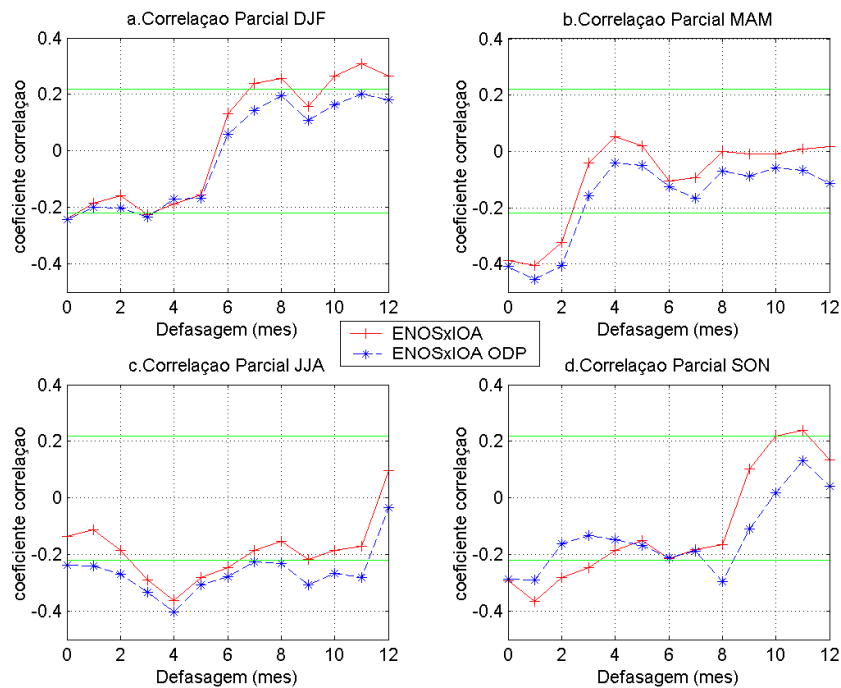 a.Correlaçao Parcial DJF
0.4
0.2
0
-0.2
-0.4
coeficiente correlaçao
0 2 4 6 8 10 12
Defasagem (mes)
b.Correlaçao Parcial MAM
0.4
0.2
0
-0.2
-0.4
coeficiente correlaçao
0 2 4 6 8 10 12
Defasagem (mes)
ENOSxIOA
ENOSxIOA ODP
c.Correlaçao Parcial JJA
0.4
0.2
0
-0.2
-0.4
coeficiente correlaçao
0 2 4 6 8 10 12
Defasagem (mes)
d.Correlaçao Parcial SON
0.4
0.2
0
-0.2
-0.4
coeficiente correlaçao
0 2 4 6 8 10 12
Defasagem (mes)